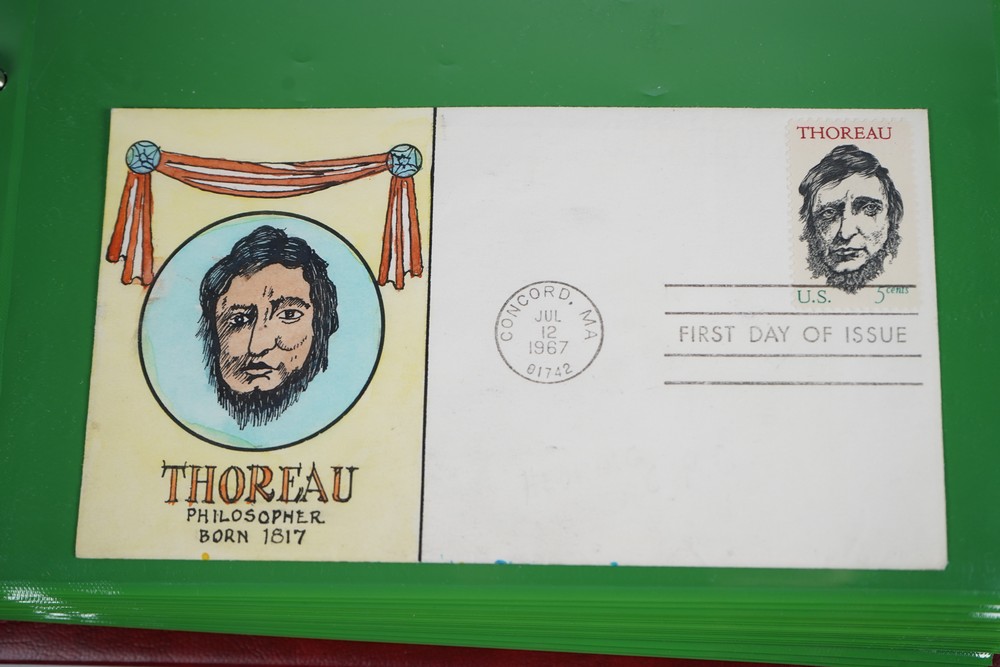 THOREAU
PHILOSOPHER
BORN 1817
CONCORD, MA
JUL
12
1967
01742
THOREAU
U.S. 5 cents
FIRST DAY OF ISSUE